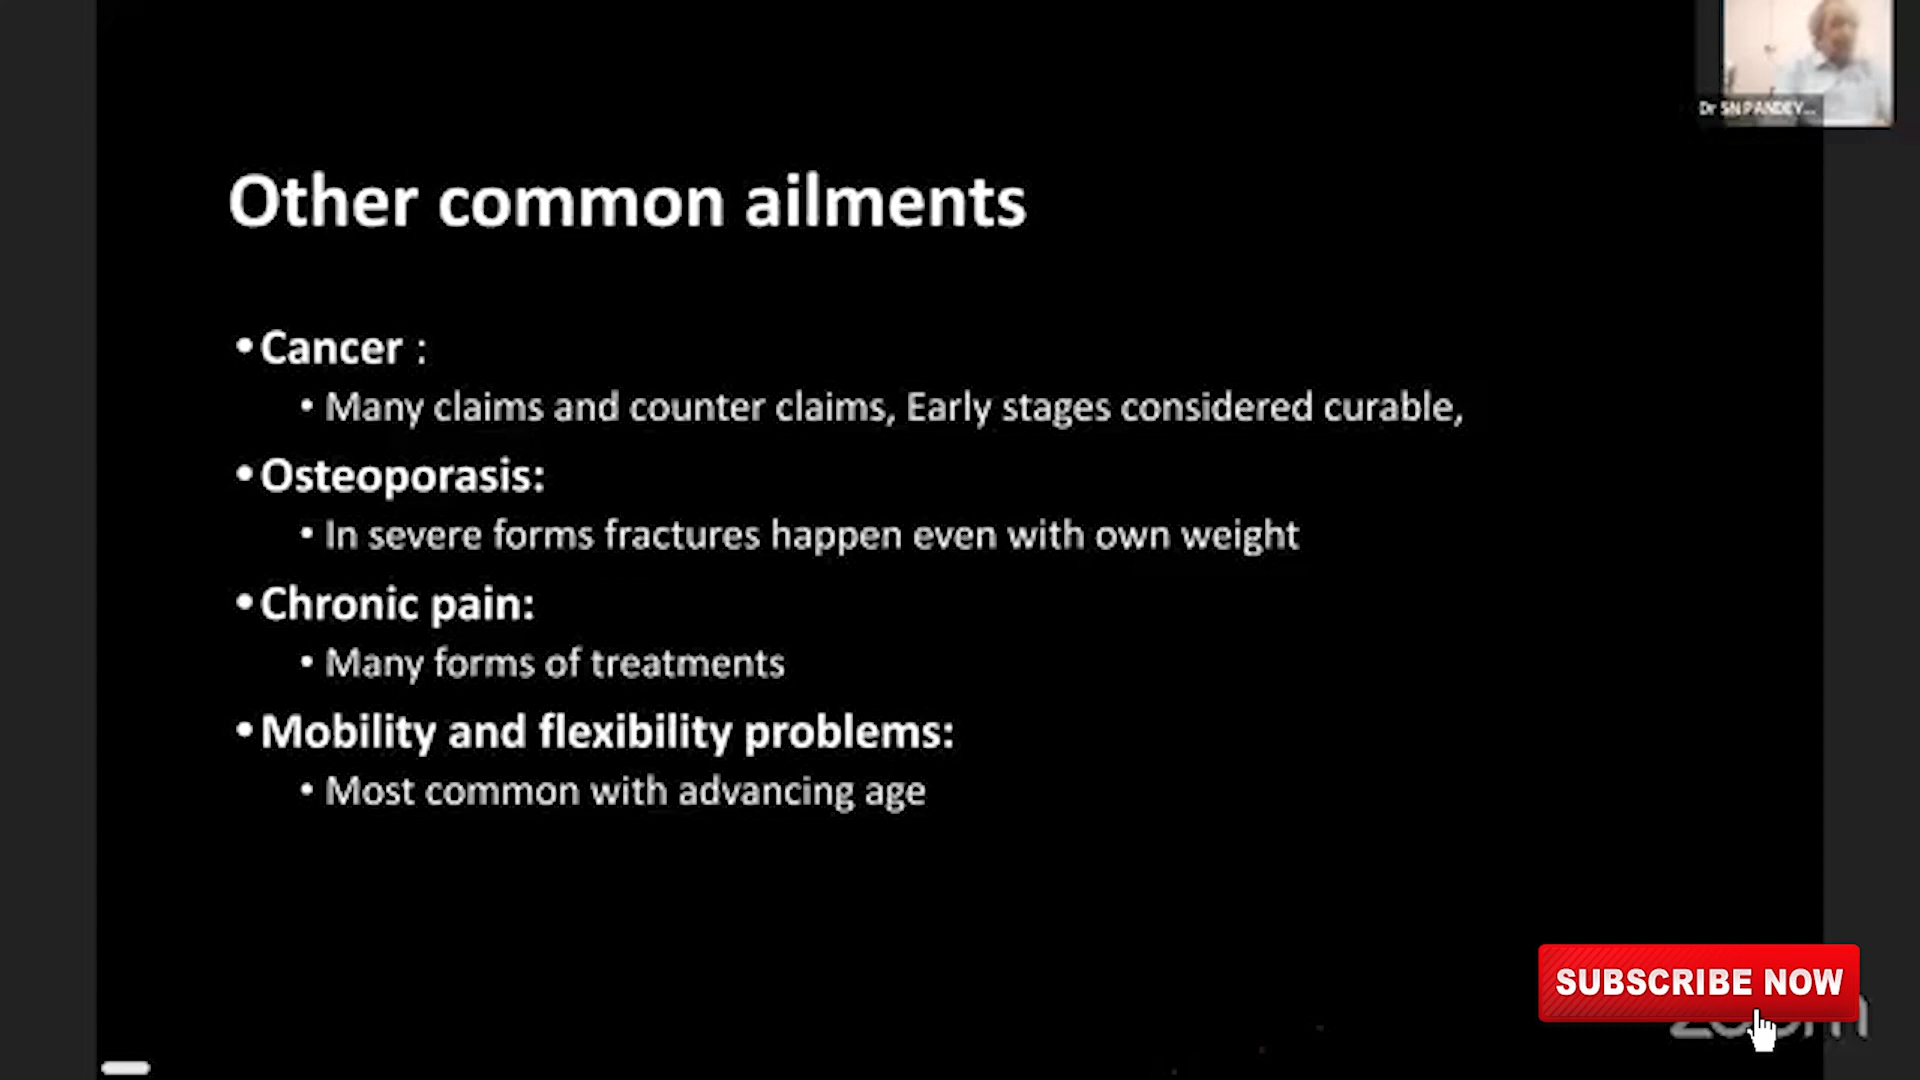 Dr SN PANDEY...
Other common ailments
• Cancer :
• Many claims and counter claims, Early stages considered curable,
• Osteoporasis:
• In severe forms fractures happen even with own weight
• Chronic pain:
• Many forms of treatments
• Mobility and flexibility problems:
• Most common with advancing age
SUBSCRIBE NOW
zoom